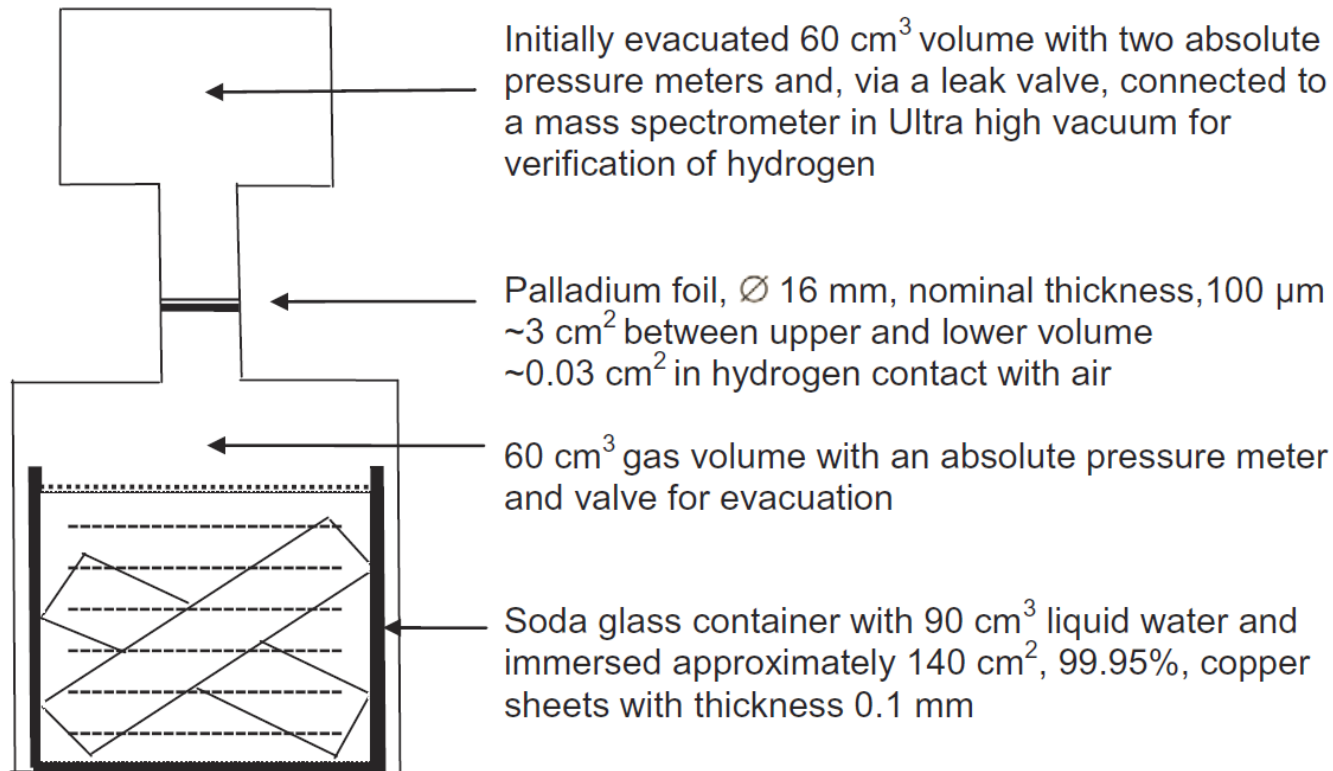 Initially evacuated 60 cm³ volume with two absolute
pressure meters and, via a leak valve, connected to
a mass spectrometer in Ultra high vacuum for
verification of hydrogen
Palladium foil, ∅ 16 mm, nominal thickness,100 µm
~3 cm² between upper and lower volume
~0.03 cm² in hydrogen contact with air
60 cm³ gas volume with an absolute pressure meter
and valve for evacuation
Soda glass container with 90 cm³ liquid water and
immersed approximately 140 cm², 99.95%, copper
sheets with thickness 0.1 mm